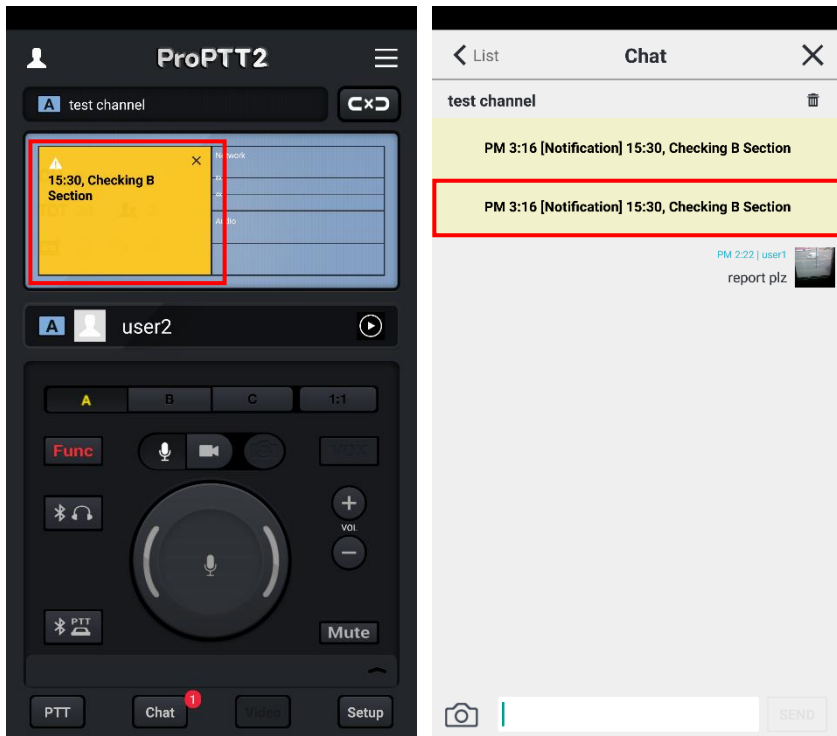 ProPTT2
A test channel
15:30, Checking B
Section
Network
Audio
A user2
A B C 1:1
Func
VOX
VOL
PTT
Mute
PTT Chat 1 Video Setup
List Chat
test channel
PM 3:16 [Notification] 15:30, Checking B Section
PM 3:16 [Notification] 15:30, Checking B Section
PM 2:22 | user1
report plz
SEND